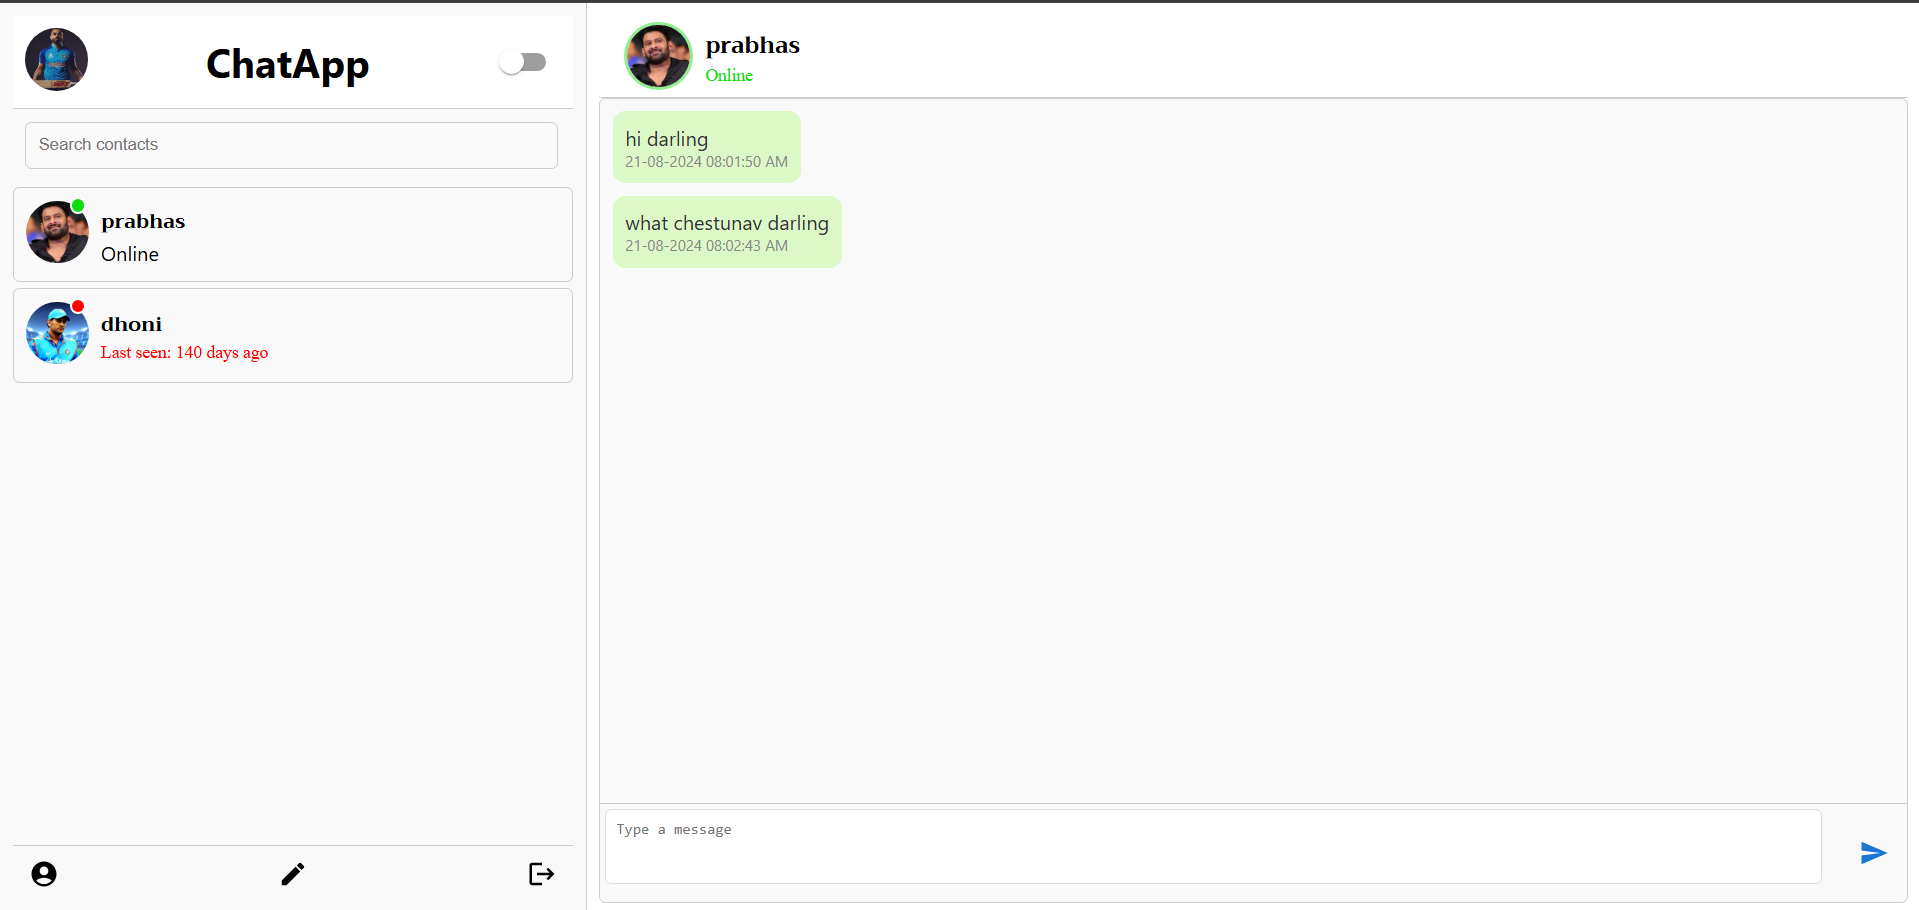 ChatApp
Search contacts
prabhas
Online
dhoni
Last seen: 140 days ago
prabhas
Online
hi darling
21-08-2024 08:01:50 AM
what chestunav darling
21-08-2024 08:02:43 AM
Type a message